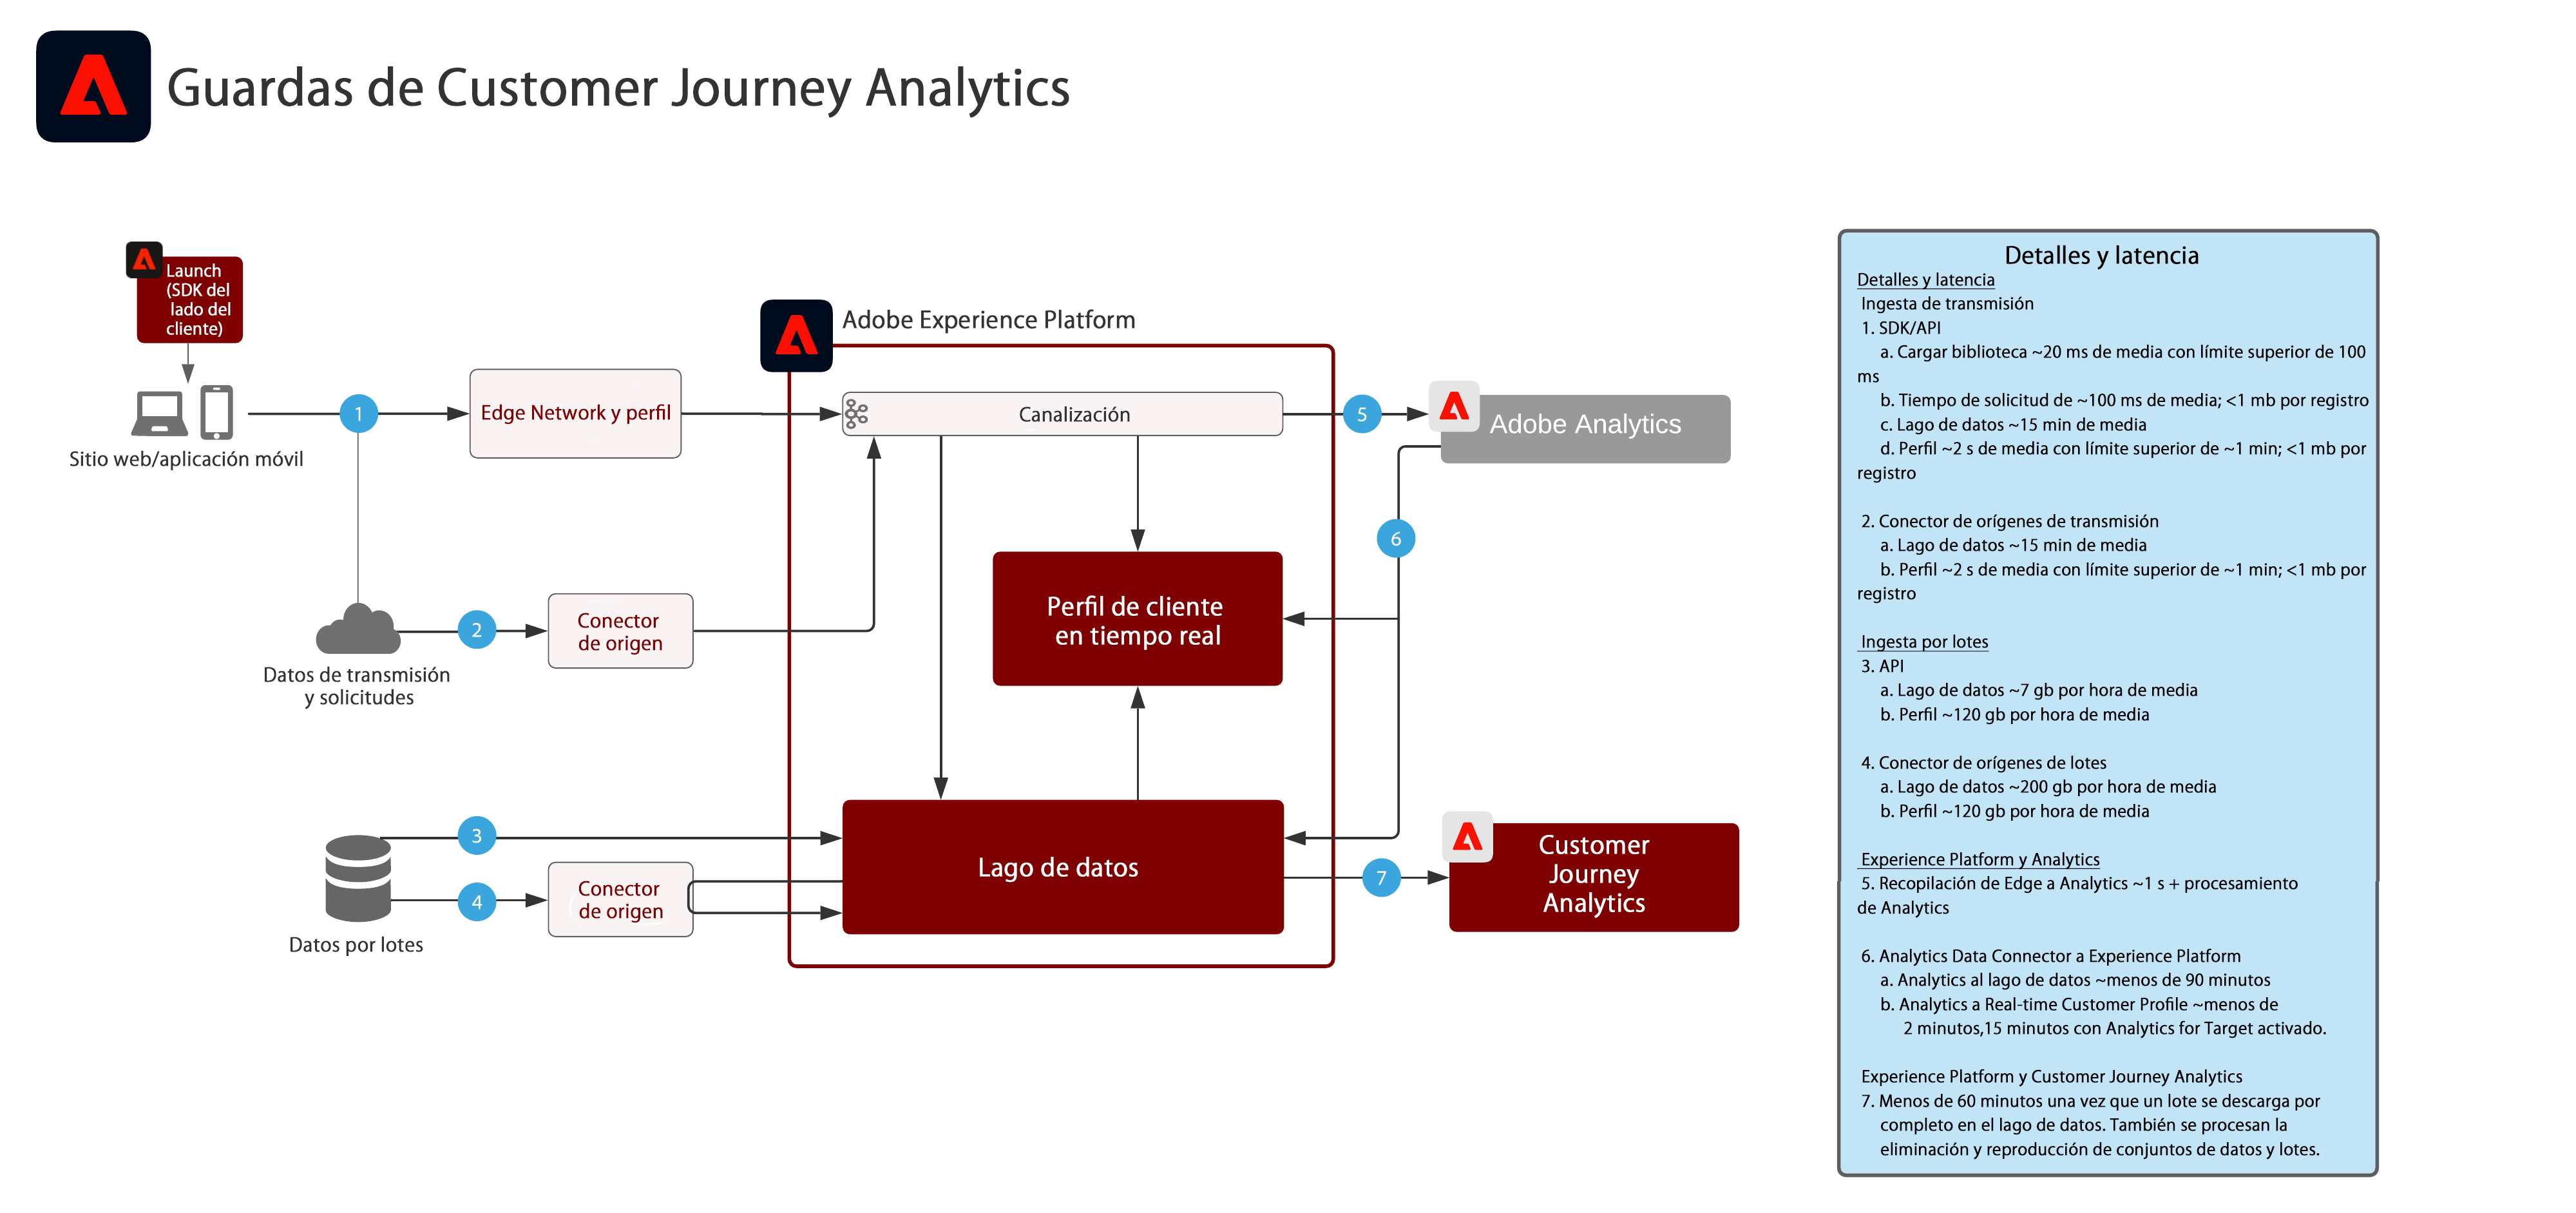 Guardas de Customer Journey Analytics
Launch
(SDK del
lado del
cliente)
Sitio web/aplicación móvil
1
Edge Network y perfil
Adobe Experience Platform
Canalización
5
Adobe Analytics
6
Datos de transmisión
y solicitudes
2
Conector
de origen
Perfil de cliente
en tiempo real
3
4
Datos por lotes
Conector
de origen
Lago de datos
7
Customer
Journey
Analytics
Detalles y latencia
Detalles y latencia
Ingesta de transmisión
1. SDK/API
a. Cargar biblioteca ~20 ms de media con límite superior de 100
ms
b. Tiempo de solicitud de ~100 ms de media; <1 mb por registro
c. Lago de datos ~15 min de media
d. Perfil ~2 s de media con límite superior de ~1 min; <1 mb por
registro
2. Conector de orígenes de transmisión
a. Lago de datos ~15 min de media
b. Perfil ~2 s de media con límite superior de ~1 min; <1 mb por
registro
Ingesta por lotes
3. API
a. Lago de datos ~7 gb por hora de media
b. Perfil ~120 gb por hora de media
4. Conector de orígenes de lotes
a. Lago de datos ~200 gb por hora de media
b. Perfil ~120 gb por hora de media
Experience Platform y Analytics
5. Recopilación de Edge a Analytics ~1 s + procesamiento
de Analytics
6. Analytics Data Connector a Experience Platform
a. Analytics al lago de datos ~menos de 90 minutos
b. Analytics a Real-time Customer Profile ~menos de
2 minutos,15 minutos con Analytics for Target activado.
Experience Platform y Customer Journey Analytics
7. Menos de 60 minutos una vez que un lote se descarga por
completo en el lago de datos. También se procesan la
eliminación y reproducción de conjuntos de datos y lotes.